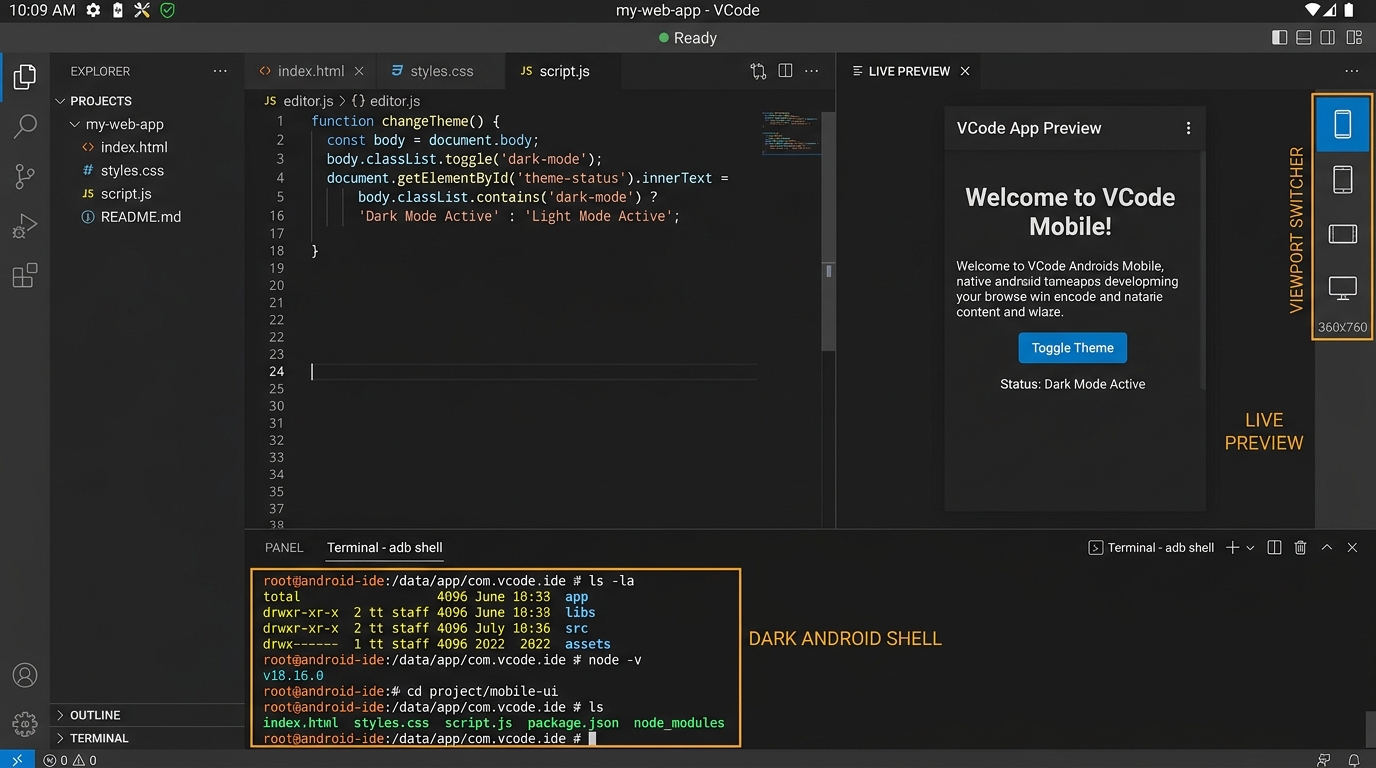 10:09 AM
my-web-app - VCode
Ready
EXPLORER
PROJECTS
my-web-app
index.html
styles.css
JS script.js
README.md
OUTLINE
TERMINAL
index.html
styles.css
JS script.js
JS editor.js > {} editor.js
1 function changeTheme() {
2 const body = document.body;
3 body.classList.toggle('dark-mode');
4 document.getElementById('theme-status').innerText =
5 body.classList.contains('dark-mode') ?
16 'Dark Mode Active' : 'Light Mode Active';
17
18 }
19
20
21
22
22
23
24
25
30
31
32
33
34
35
37
38
LIVE PREVIEW
VCode App Preview
Welcome to VCode
Mobile!
Welcome to VCode Androids Mobile,
native android tameapps developming
your browse win encode and natarie
content and wlaze.
Toggle Theme
Status: Dark Mode Active
VIEWPORT SWITCHER
360x760
LIVE
PREVIEW
PANEL
Terminal - adb shell
Terminal - adb shell
root@android-ide:/data/app/com.vcode.ide # ls -la
total 4096 June 18:33 app
drwxr-xr-x 2 tt staff 4096 June 18:38 libs
drwxr-xr-x 2 tt staff 4096 July 10:36 src
drwx------ 1 tt staff 4096 2022 2022 assets
root@android-ide:/data/app/com.vcode.ide # node -v
v18.16.0
root@android-ide:# cd project/mobile-ui
root@android-ide:/data/app/com.vcode.ide # ls
index.html styles.css script.js package.json node_modules
root@android-ide:/data/app/com.vcode.ide #
DARK ANDROID SHELL
0 0